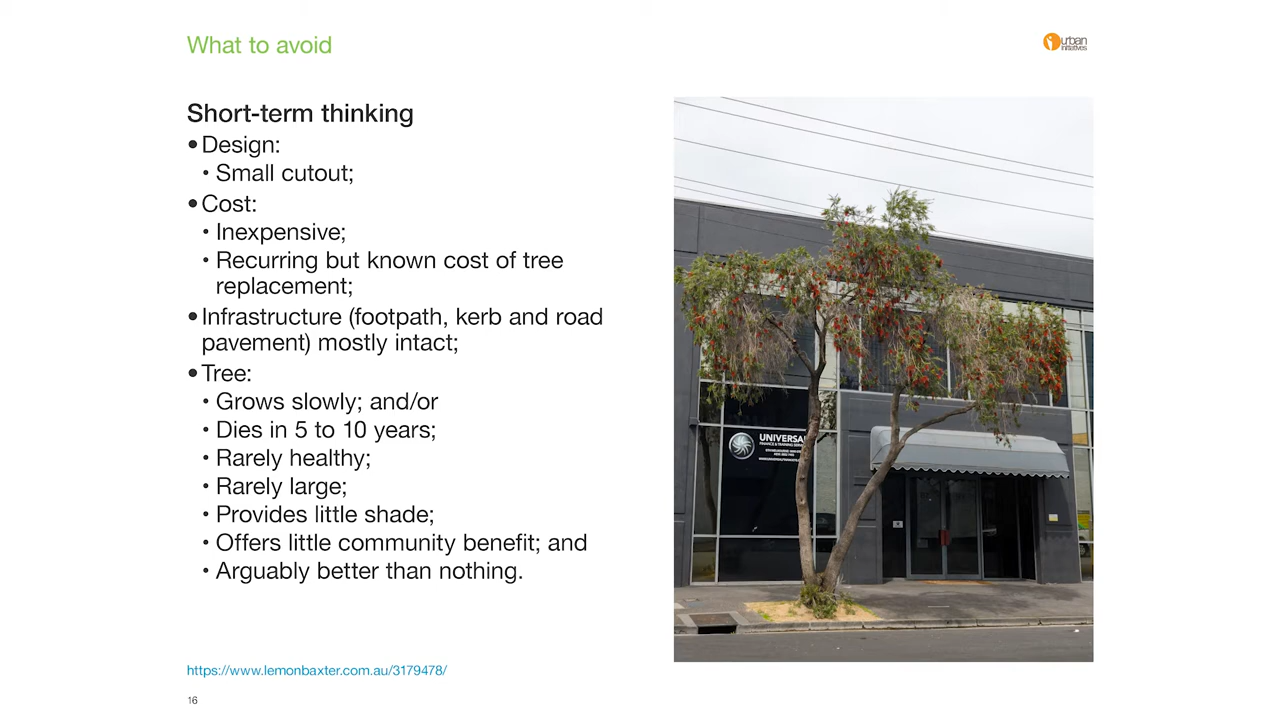 What to avoid
urban
initiatives
Short-term thinking
•Design:
• Small cutout;
•Cost:
• Inexpensive;
• Recurring but known cost of tree
replacement;
•Infrastructure (footpath, kerb and road
pavement) mostly intact;
•Tree:
• Grows slowly; and/or
• Dies in 5 to 10 years;
• Rarely healthy;
• Rarely large;
• Provides little shade;
• Offers little community benefit; and
• Arguably better than nothing.
UNIVERSAL
FINANCE & TRAINING
https://www.lemonbaxter.com.au/3179478/
16